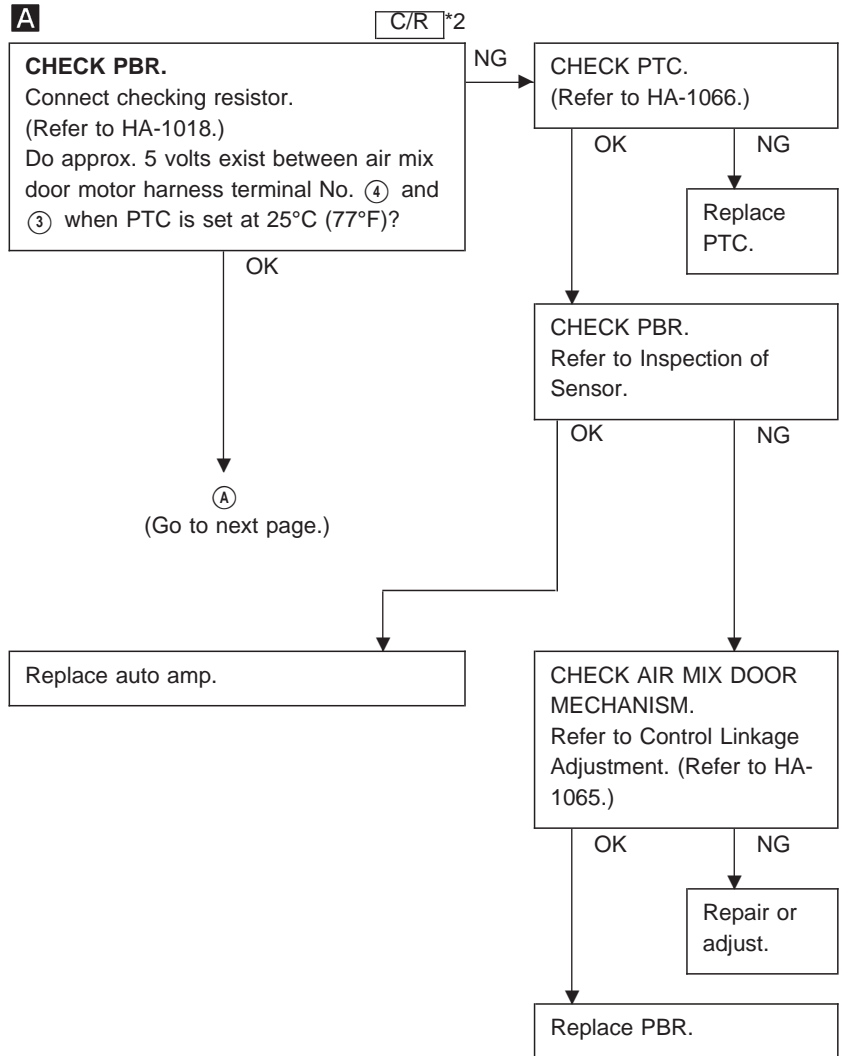 A
C/R *2
CHECK PBR.
Connect checking resistor.
(Refer to HA-1018.)
Do approx. 5 volts exist between air mix
door motor harness terminal No. ④ and
③ when PTC is set at 25°C (77°F)?
NG
CHECK PTC.
(Refer to HA-1066.)
OK
NG
Replace
PTC.
OK
CHECK PBR.
Refer to Inspection of
Sensor.
OK
NG
Ⓐ
(Go to next page.)
Replace auto amp.
CHECK AIR MIX DOOR
MECHANISM.
Refer to Control Linkage
Adjustment. (Refer to HA-
1065.)
OK
NG
Repair or
adjust.
Replace PBR.